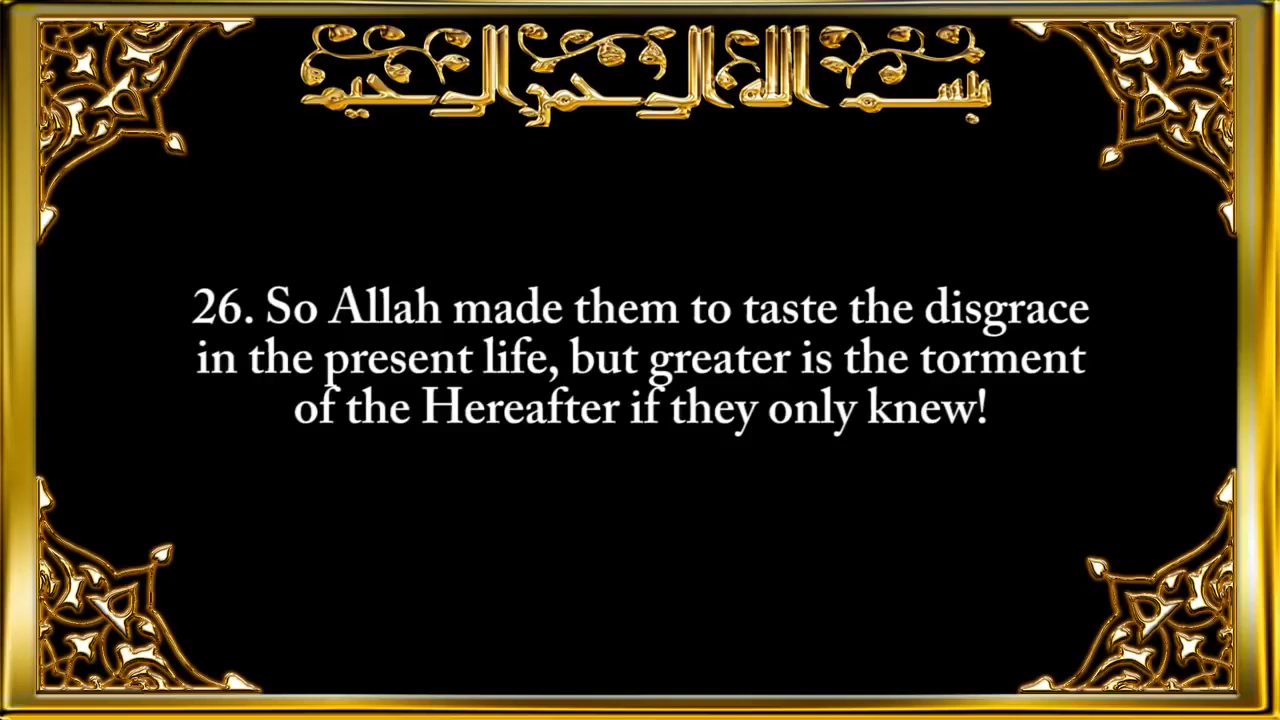 بسم الله الرحمن الرحيم
26. So Allah made them to taste the disgrace
in the present life, but greater is the torment
of the Hereafter if they only knew!